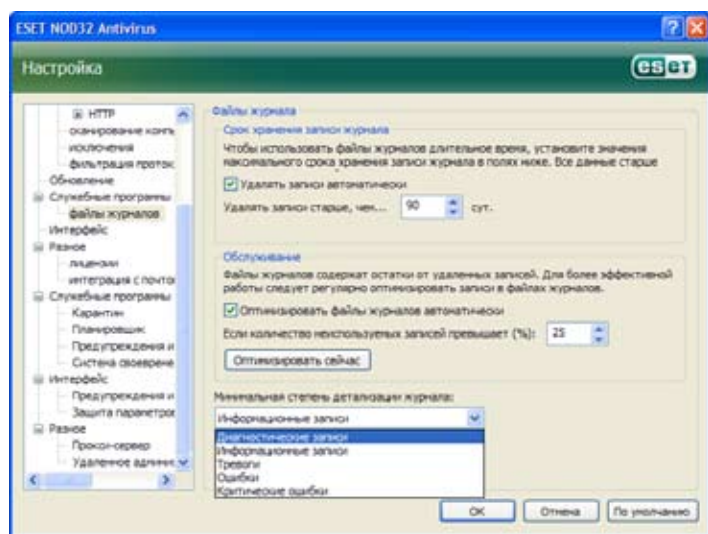 ESET NOD32 Antivirus
Настройка
eset
HTTP
сканирование комп
исключения
фильтрация проток
Обновление
Служебные программы
файлы журналов
Интерфейс
Разное
лицензии
интеграция с почтов
Служебные программы
Карантин
Планировщик
Предупреждения и
Система своевреме
Интерфейс
Предупреждения и
Защита параметров
Разное
Прокси-сервер
Удаленное админис
Файлы журнала
Срок хранения записи журнала
Чтобы использовать файлы журналов длительное время, установите значения
максимального срока хранения записи журнала в полях ниже. Все данные старше
Удалять записи автоматически
Удалять записи старше, чем... 90 сут.
Обслуживание
Файлы журналов содержат остатки от удаленных записей. Для более эффективной
работы следует регулярно оптимизировать записи в файлах журналов.
Оптимизировать файлы журналов автоматически
Если количество неиспользуемых записей превышает (%): 25
Оптимизировать сейчас
Минимальная степень детализации журнала:
Информационные записи
Диагностические записи
Информационные записи
Тревоги
Ошибки
Критические ошибки
OK Отмена По умолчанию